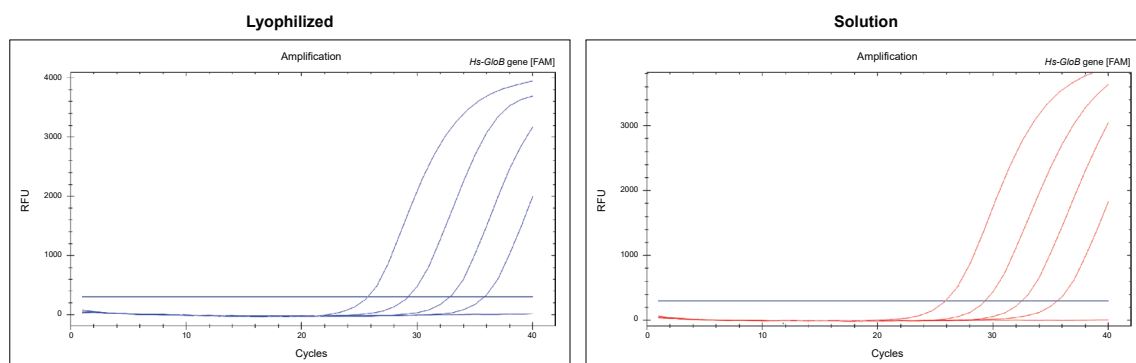 Lyophilized
Amplification
Hs-GloB gene [FAM]
4000
3000
2000
1000
0
RFU
0
10
20
30
40
Cycles
Solution
Amplification
Hs-GloB gene [FAM]
3000
2000
1000
0
RFU
0
10
20
30
40
Cycles